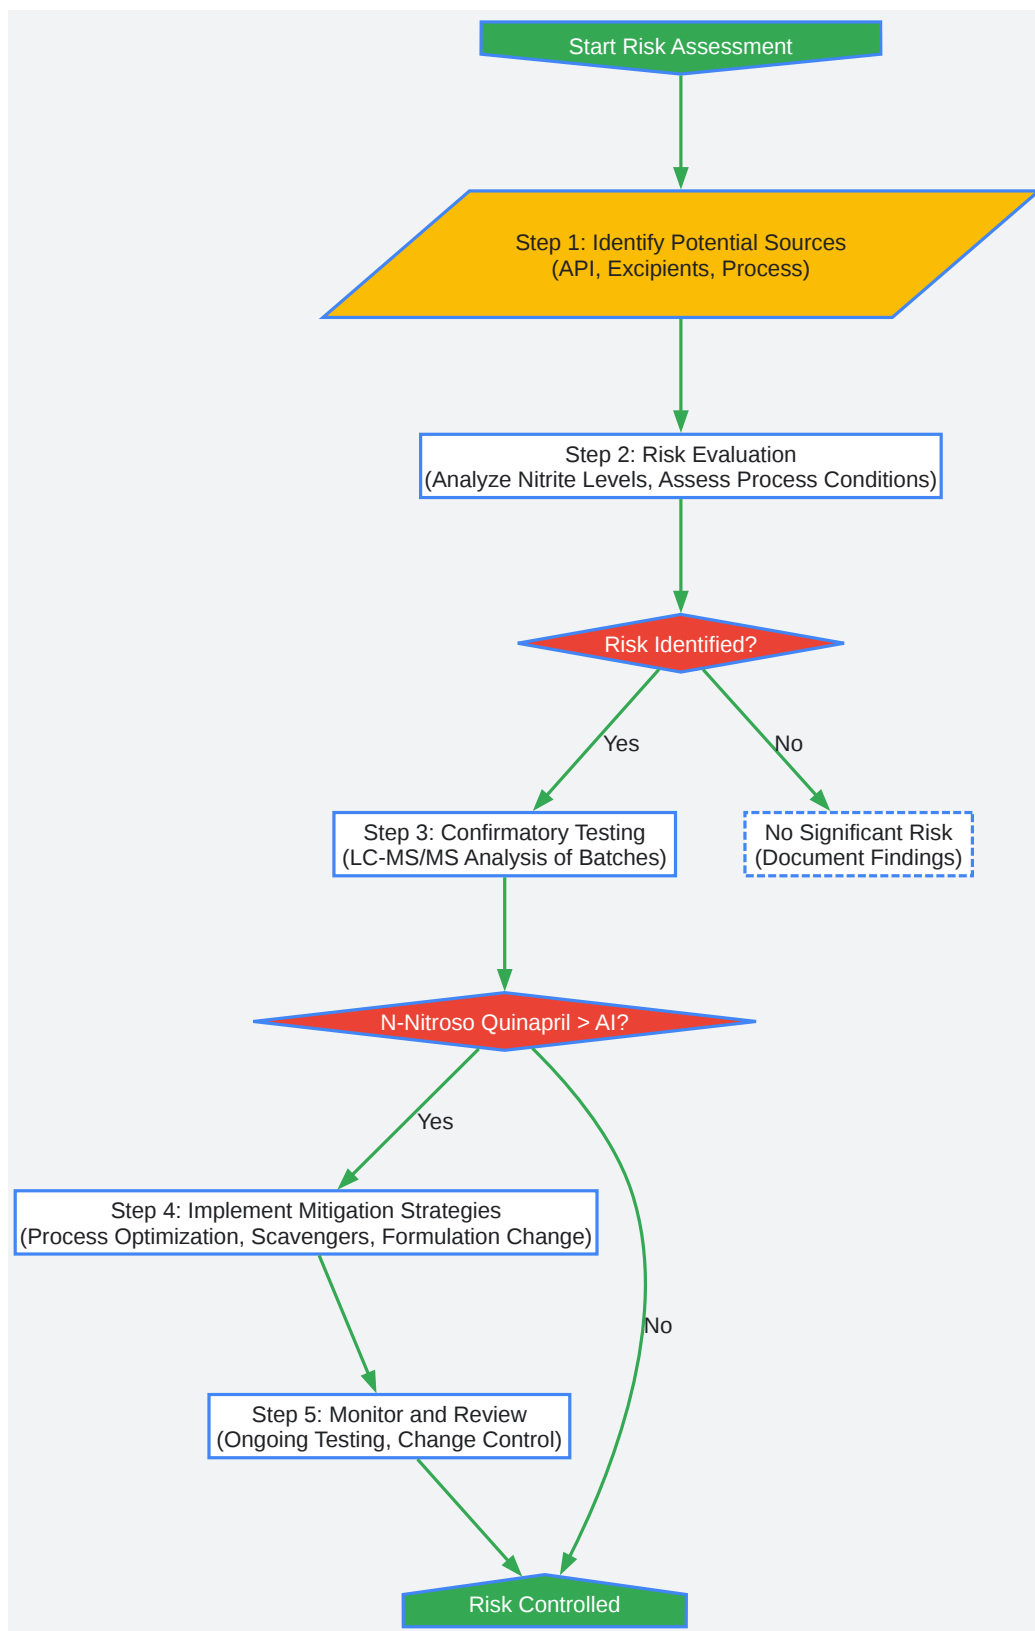 Start Risk Assessment
Step 1: Identify Potential Sources
(API, Excipients, Process)
Step 2: Risk Evaluation
(Analyze Nitrite Levels, Assess Process Conditions)
Risk Identified?
Yes
No
Step 3: Confirmatory Testing
(LC-MS/MS Analysis of Batches)
No Significant Risk
(Document Findings)
N-Nitroso Quinapril > AI?
Yes
Step 4: Implement Mitigation Strategies
(Process Optimization, Scavengers, Formulation Change)
No
Step 5: Monitor and Review
(Ongoing Testing, Change Control)
Risk Controlled